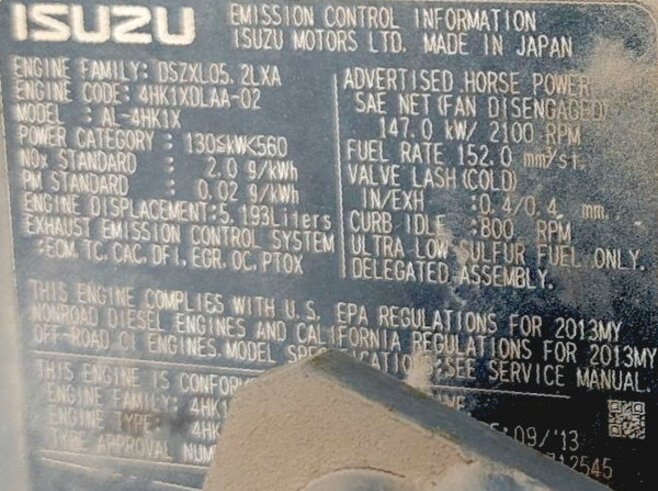 ISUZU
EMISSION CONTROL INFORMATION
ISUZU MOTORS LTD. MADE IN JAPAN
ENGINE FAMILY: DSZXL05.2LXA
ENGINE CODE: 4HK1XDLAA-02
MODEL : AL-4HK1X
POWER CATEGORY : 130≤kW<560
NOx STANDARD : 2.0 g/kWh
PM STANDARD : 0.02 g/kWh
ENGINE DISPLACEMENT:5.193Liters
EXHAUST EMISSION CONTROL SYSTEM
:ECM, TC, CAC, DFI, EGR, OC, PTOX
ADVERTISED HORSE POWER
SAE NET (FAN DISENGAGED)
147.0 kW/ 2100 RPM
FUEL RATE 152.0 mm³/st.
VALVE LASH (COLD)
IN/EXH :0.4/0.4 mm.
CURB IDLE :800 RPM
ULTRA LOW SULFUR FUEL ONLY.
DELEGATED ASSEMBLY.
THIS ENGINE COMPLIES WITH U.S. EPA REGULATIONS FOR 2013MY
NONROAD DIESEL ENGINES AND CALIFORNIA REGULATIONS FOR 2013MY
OFF-ROAD CI ENGINES. MODEL SPECIFICATIONS:SEE SERVICE MANUAL.
THIS ENGINE IS
ENGINE FAMILY: 4HK1
ENGINE TYPE: 4HK
TYPE APPROVAL
:09/'13
712545